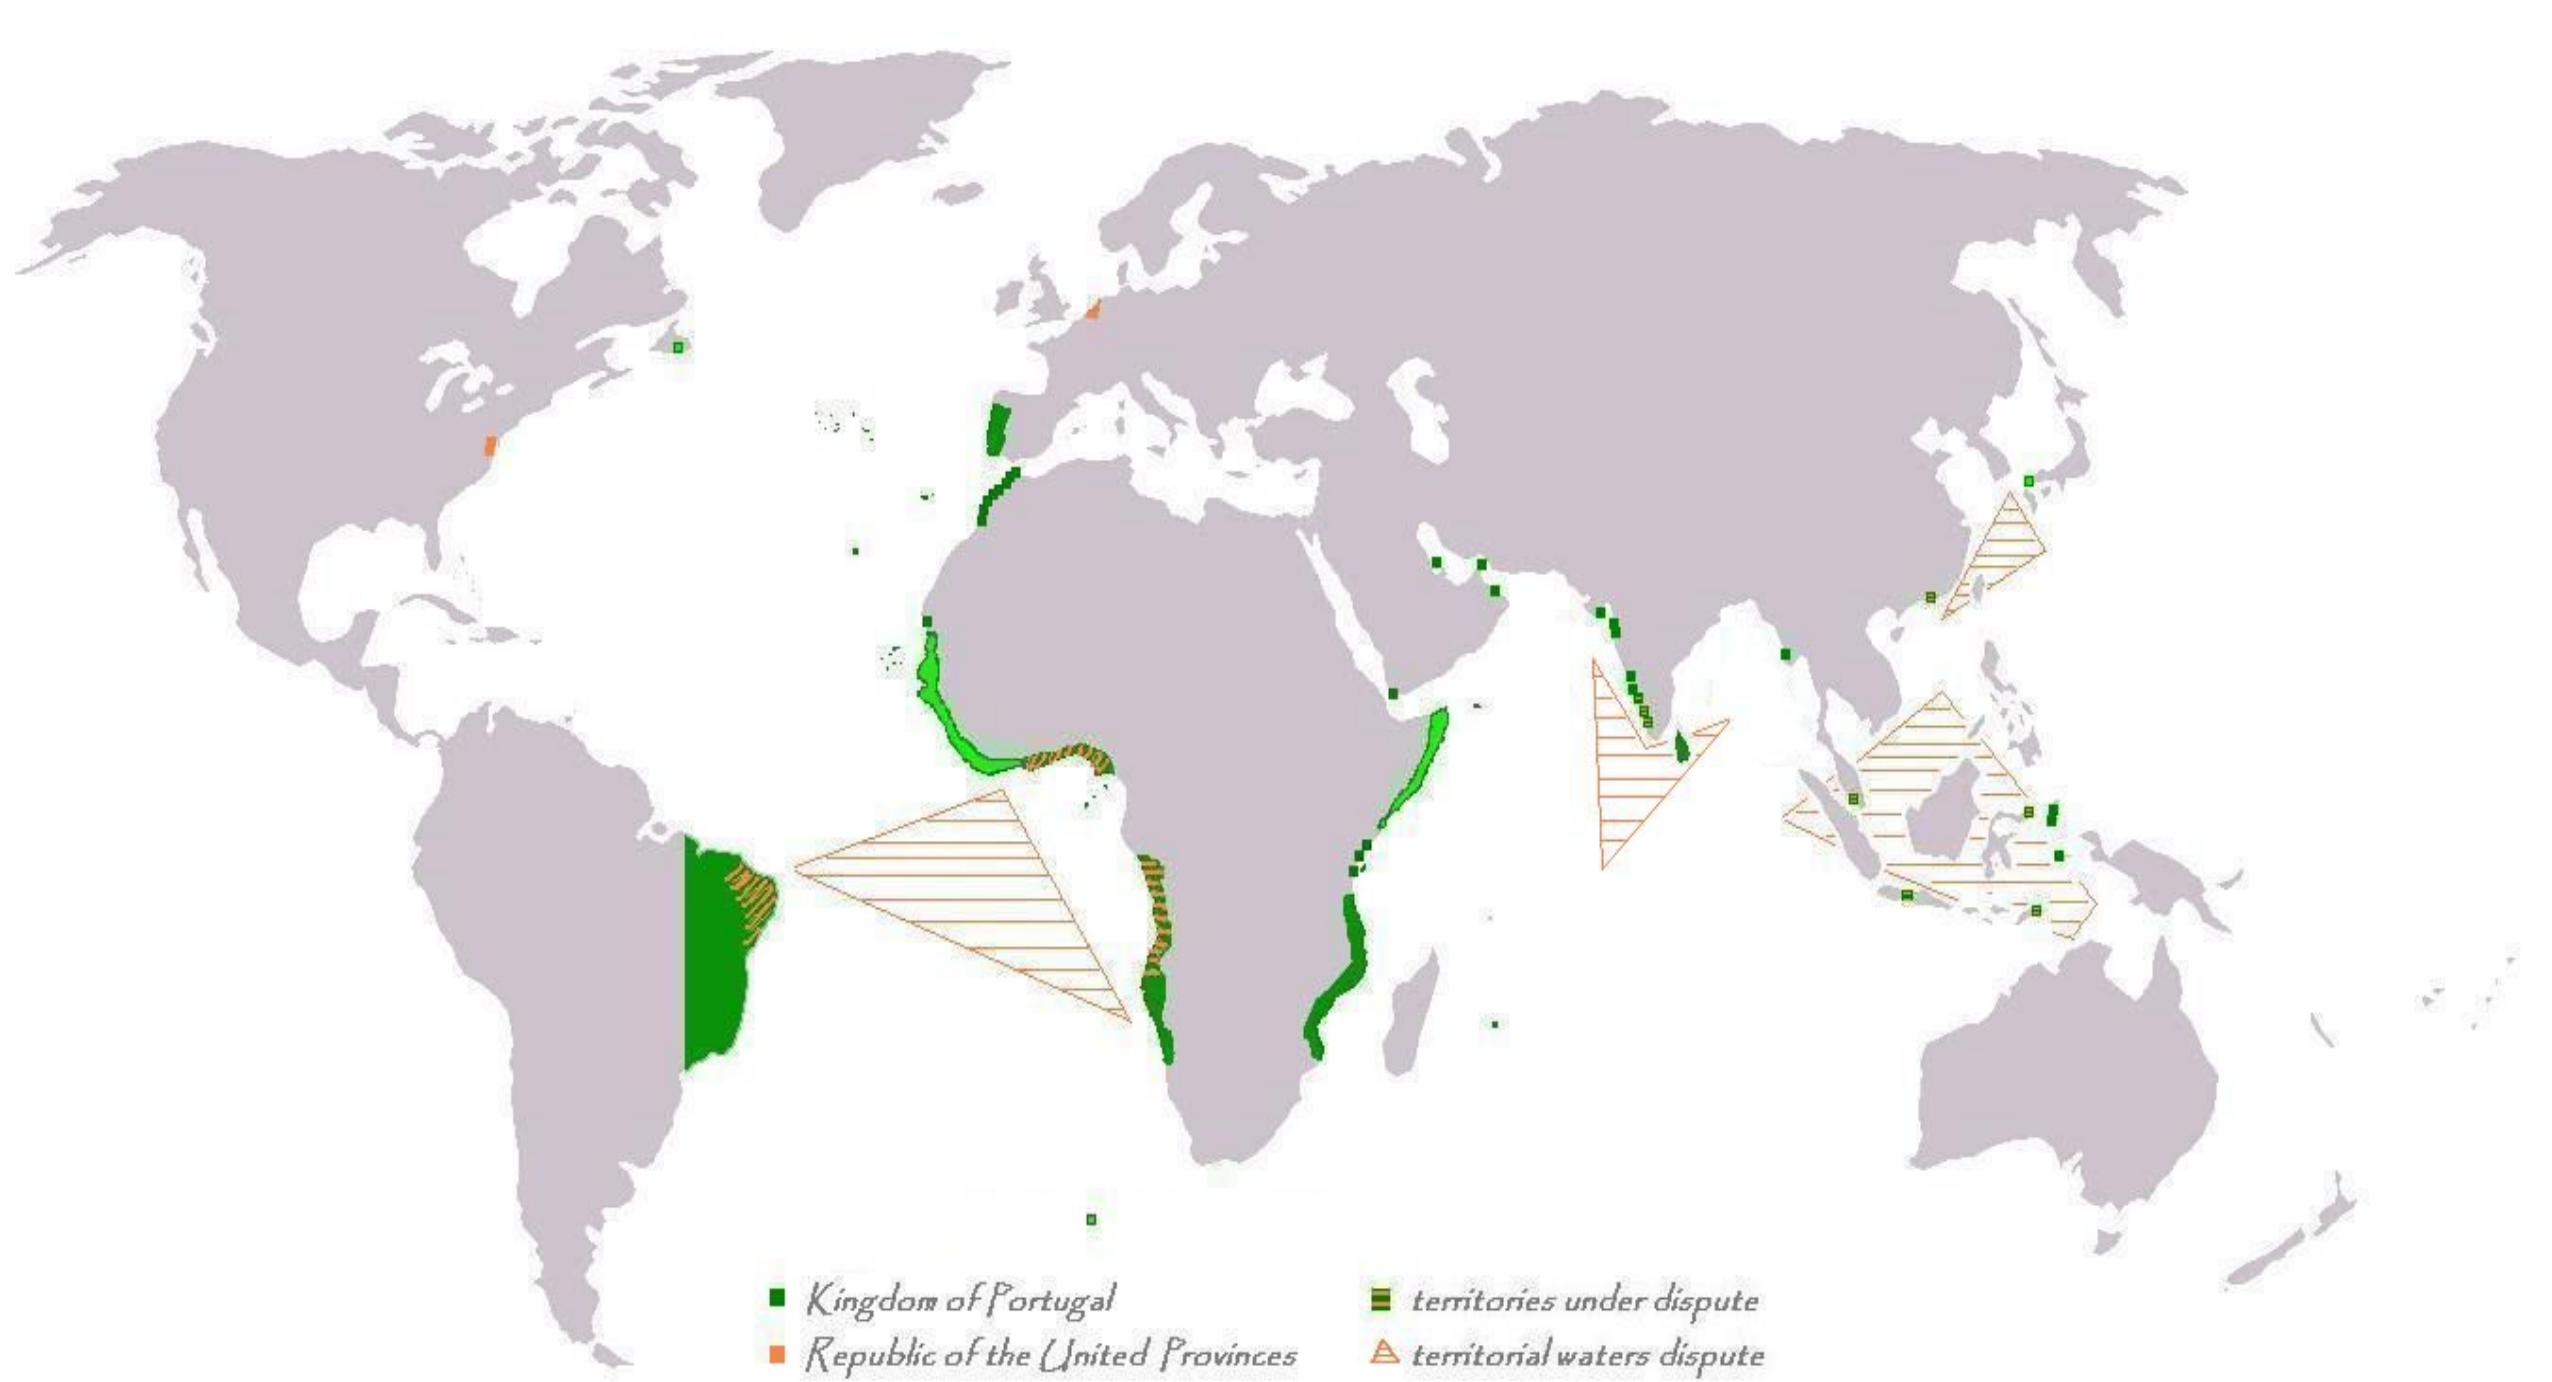 Kingdom of Portugal
Republic of the United Provinces
territories under dispute
territorial waters dispute